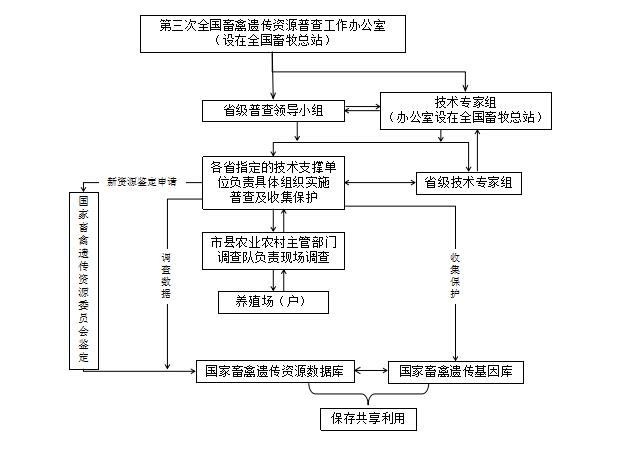 第三次全国畜禽遗传资源普查工作办公室
（设在全国畜牧总站）
省级普查领导小组
技术专家组
（办公室设在全国畜牧总站）
各省指定的技术支撑单
位负责具体组织实施
普查及收集保护
省级技术专家组
新资源鉴定申请
国家畜禽遗传资源委员会鉴定
市县农业农村主管部门
调查队负责现场调查
调查数据
收集保护
养殖场（户）
国家畜禽遗传资源数据库
国家畜禽遗传基因库
保存共享利用